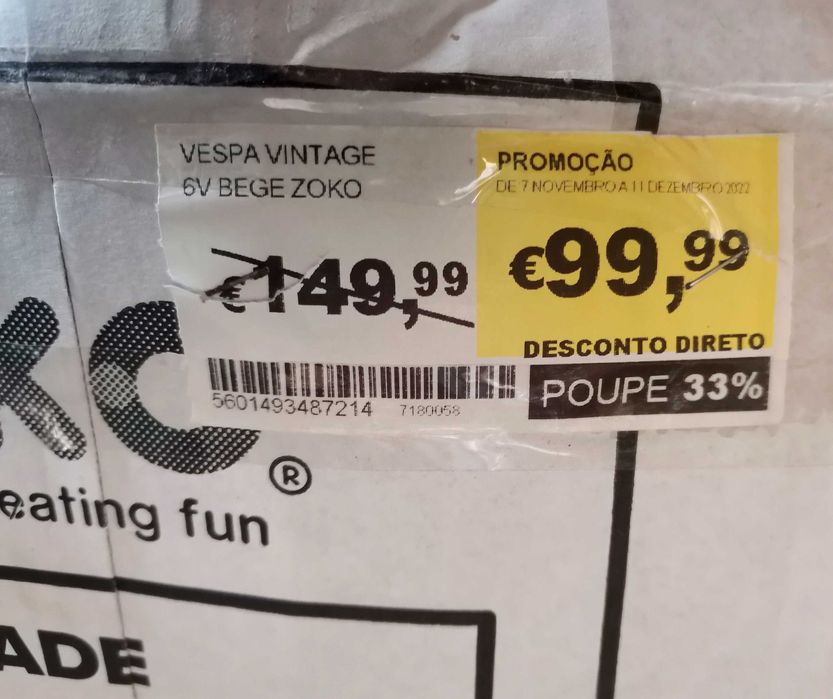 VESPA VINTAGE
6V BEGE ZOKO
€149,99
PROMOÇÃO
DE 7 NOVEMBRO A 11 DEZEMBRO 2022
€99,99
DESCONTO DIRETO
POUPE 33%
5601493487214 7180058
KO®
eating fun
ADE